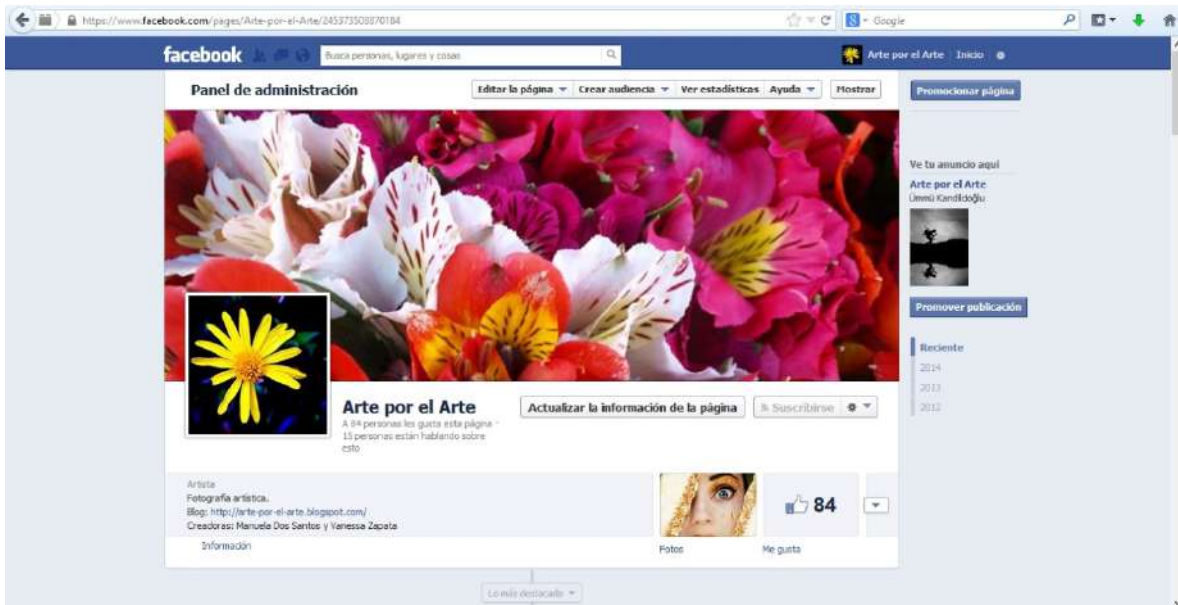 https://www.facebook.com/pages/Arte-por-el-Arte/245373508870184
Google
facebook
Busca personas, lugares y cosas
Arte por el Arte
Inicio
Panel de administración
Editar la página
Crear audiencia
Ver estadísticas
Ayuda
Mostrar
Promocionar página
Ve tu anuncio aquí
Arte por el Arte
Ümmü Kandilcioğlu
Promover publicación
Reciente
2014
2013
2012
Arte por el Arte
A 84 personas les gusta esta página ·
15 personas están hablando sobre
esto
Actualizar la información de la página
Suscribirse
Artista
Fotografía artística.
Blog: http://arte-por-el-arte.blogspot.com/
Creadoras: Manuela Dos Santos y Vanessa Zapata
Información
84
Fotos
Me gusta
Lo más destacado